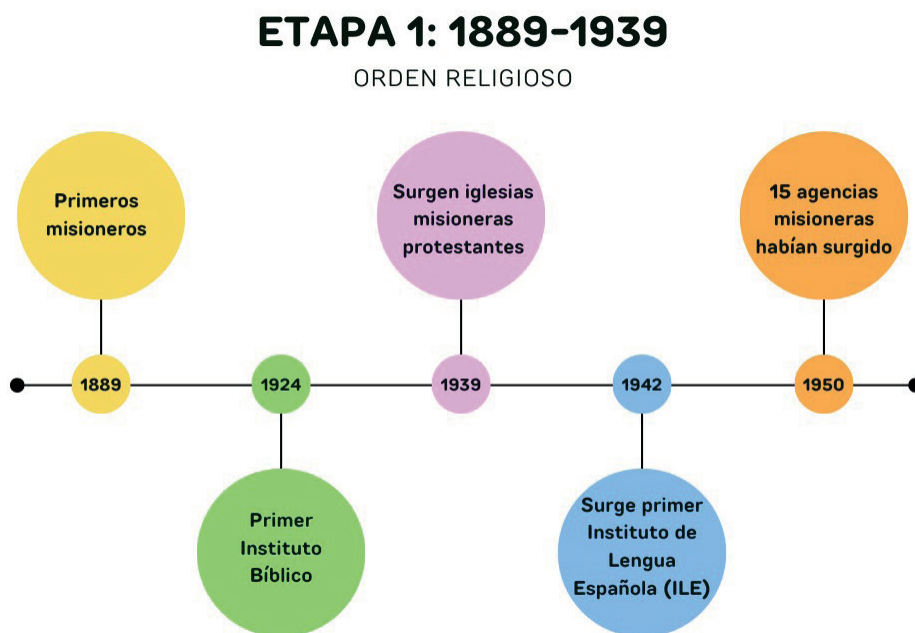 ETAPA 1: 1889-1939
ORDEN RELIGIOSO
Primeros
misioneros
Surgen iglesias
misioneras
protestantes
15 agencias
misioneras
habían surgido
1889
1924
1939
1942
1950
Primer
Instituto
Bíblico
Surge primer
Instituto de
Lengua
Española (ILE)